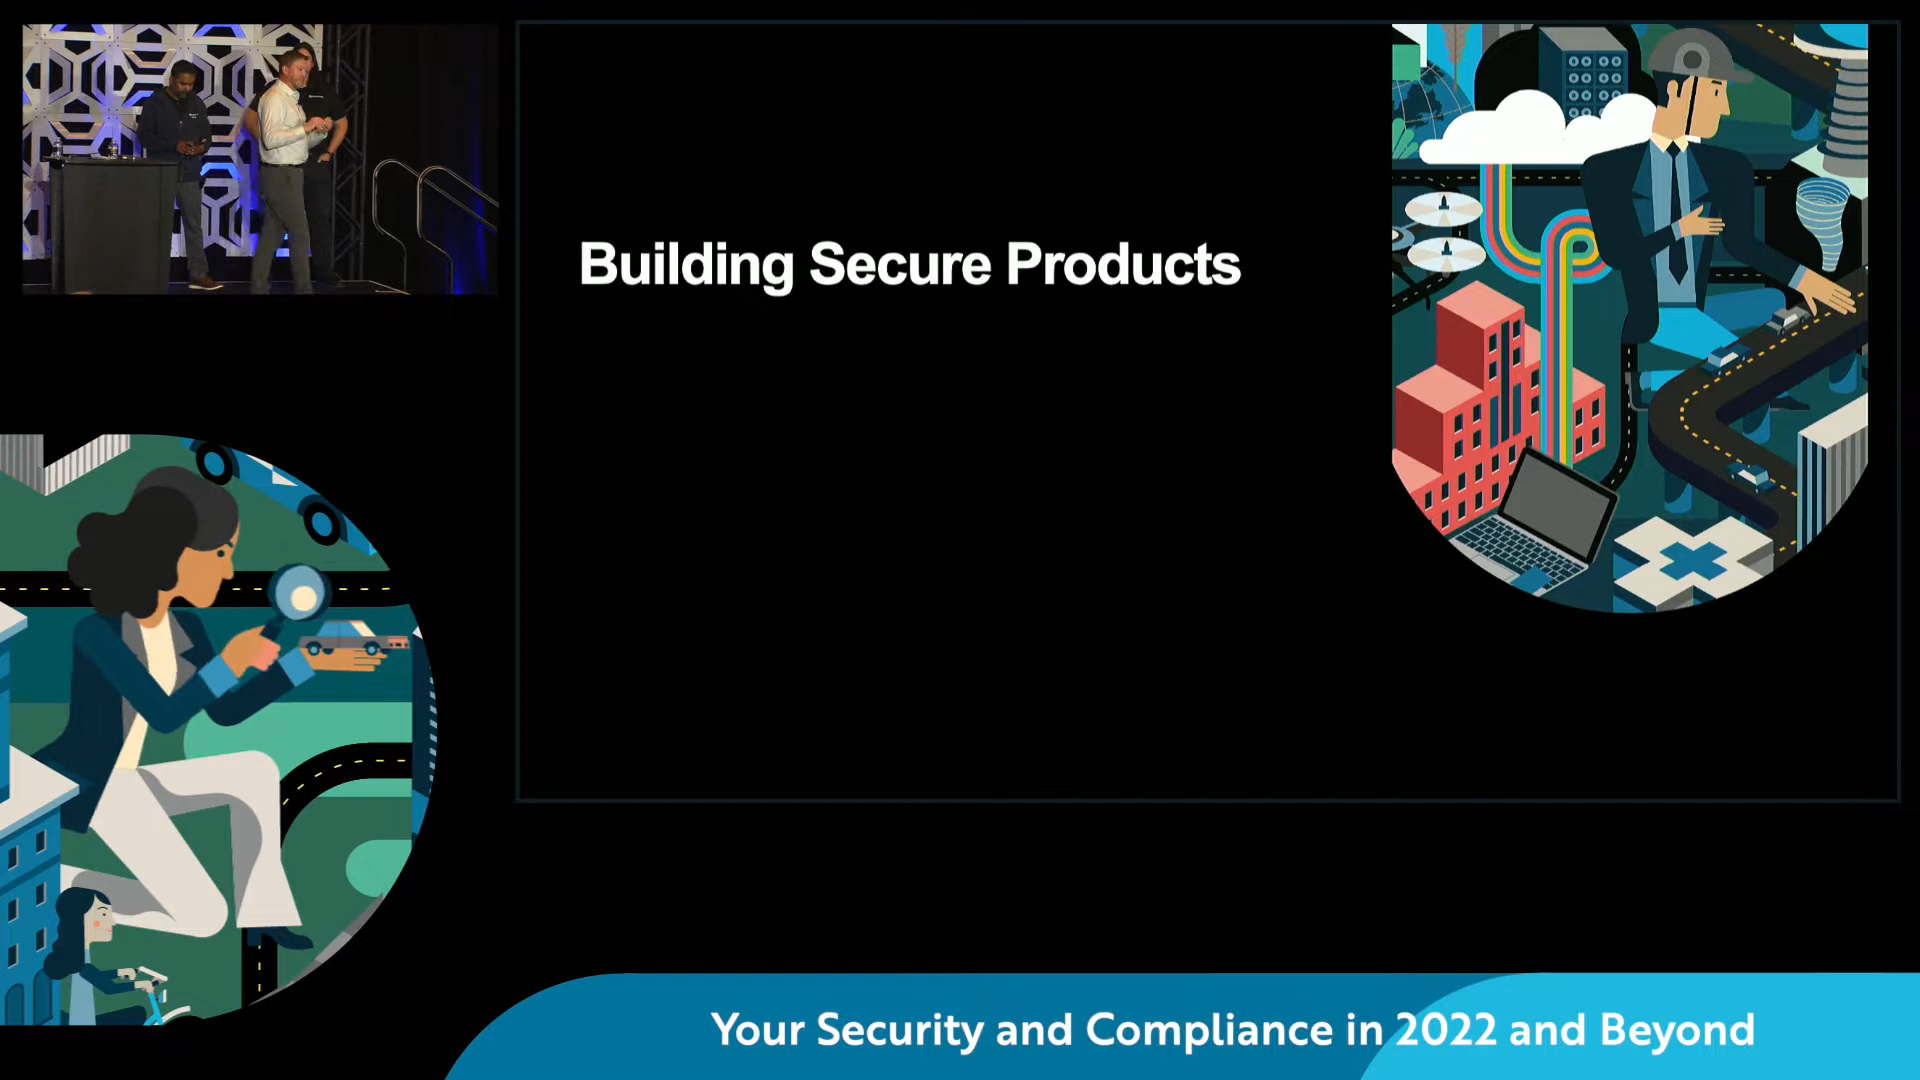 Building Secure Products
Your Security and Compliance in 2022 and Beyond